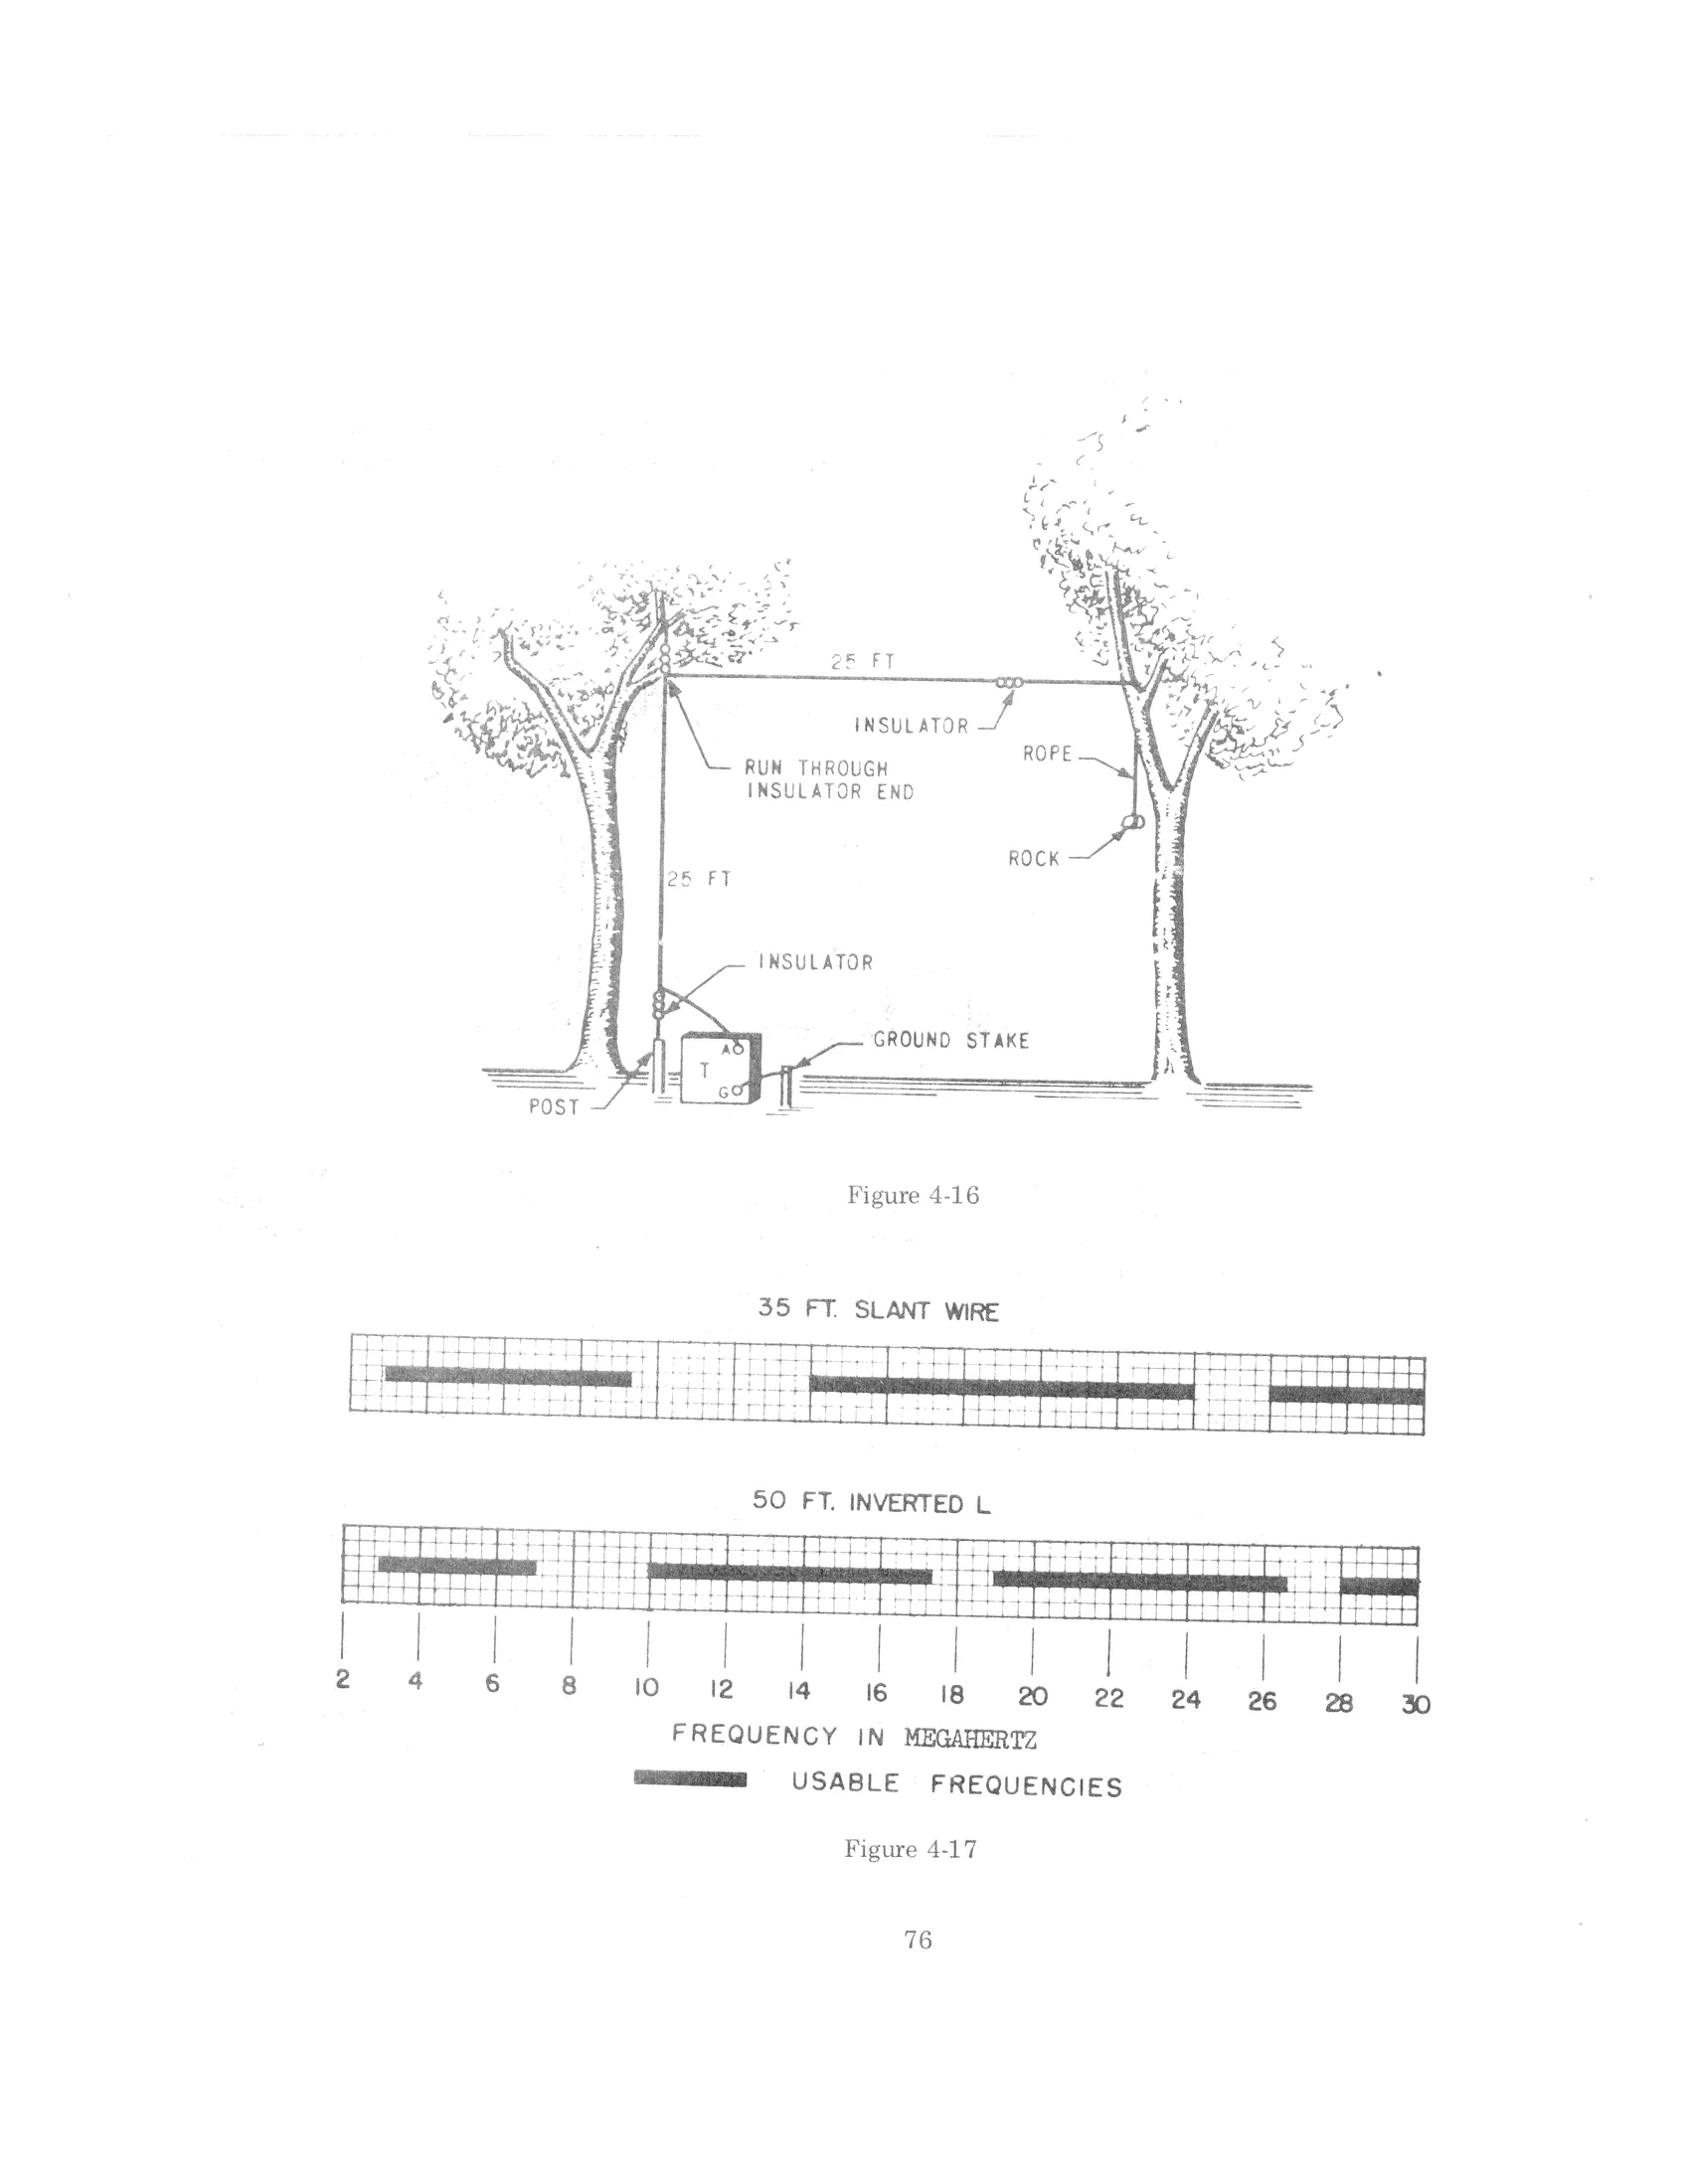 25 FT
INSULATOR
ROPE
RUN THROUGH
INSULATOR END
ROCK
25 FT
INSULATOR
GROUND STAKE
A
T
G
POST
Figure 4-16
35 FT. SLANT WIRE
50 FT. INVERTED L
2 4 6 8 10 12 14 16 18 20 22 24 26 28 30
FREQUENCY IN MEGAHERTZ
USABLE FREQUENCIES
Figure 4-17
76